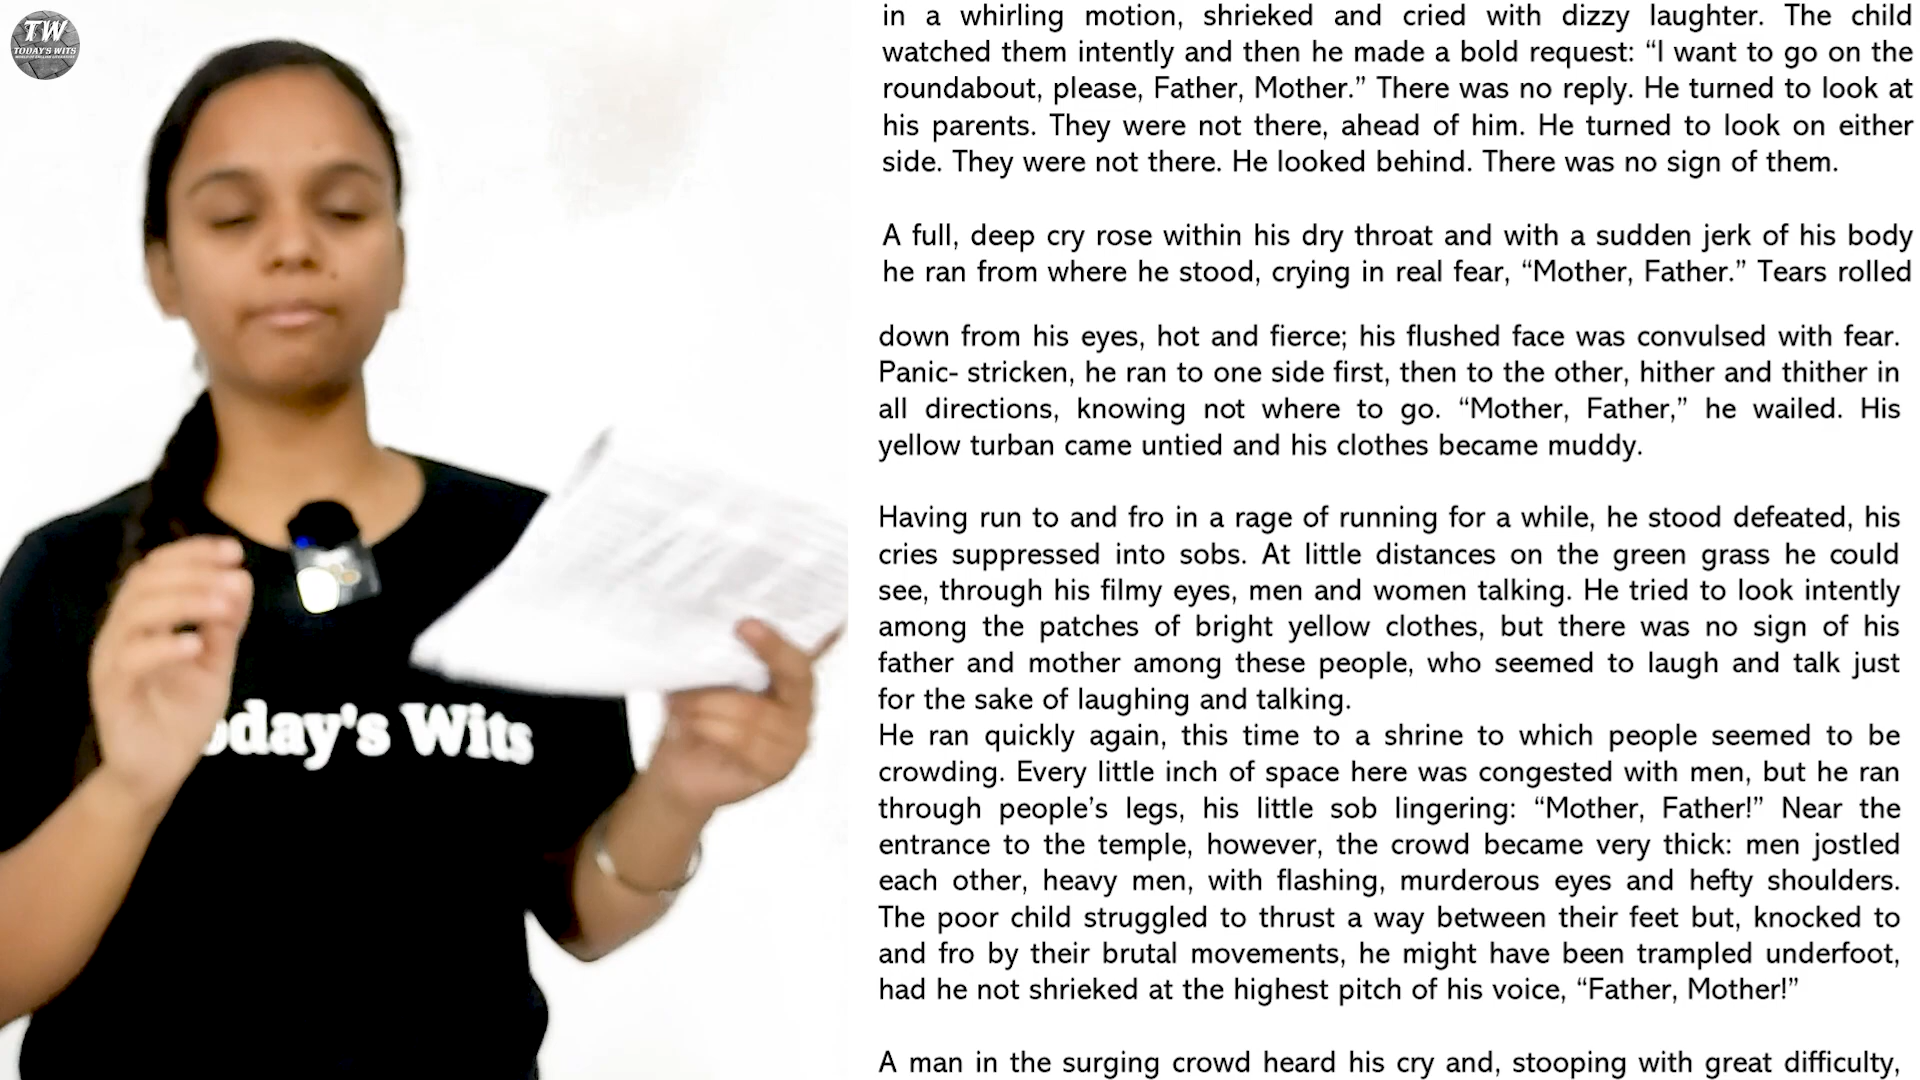 TW
TODAY'S WITS
oday's Wits
in a whirling motion, shrieked and cried with dizzy laughter. The child
watched them intently and then he made a bold request: “I want to go on the
roundabout, please, Father, Mother.” There was no reply. He turned to look at
his parents. They were not there, ahead of him. He turned to look on either
side. They were not there. He looked behind. There was no sign of them.
A full, deep cry rose within his dry throat and with a sudden jerk of his body
he ran from where he stood, crying in real fear, “Mother, Father.” Tears rolled
down from his eyes, hot and fierce; his flushed face was convulsed with fear.
Panic- stricken, he ran to one side first, then to the other, hither and thither in
all directions, knowing not where to go. “Mother, Father,” he wailed. His
yellow turban came untied and his clothes became muddy.
Having run to and fro in a rage of running for a while, he stood defeated, his
cries suppressed into sobs. At little distances on the green grass he could
see, through his filmy eyes, men and women talking. He tried to look intently
among the patches of bright yellow clothes, but there was no sign of his
father and mother among these people, who seemed to laugh and talk just
for the sake of laughing and talking.
He ran quickly again, this time to a shrine to which people seemed to be
crowding. Every little inch of space here was congested with men, but he ran
through people’s legs, his little sob lingering: “Mother, Father!” Near the
entrance to the temple, however, the crowd became very thick: men jostled
each other, heavy men, with flashing, murderous eyes and hefty shoulders.
The poor child struggled to thrust a way between their feet but, knocked to
and fro by their brutal movements, he might have been trampled underfoot,
had he not shrieked at the highest pitch of his voice, “Father, Mother!”
A man in the surging crowd heard his cry and, stooping with great difficulty,